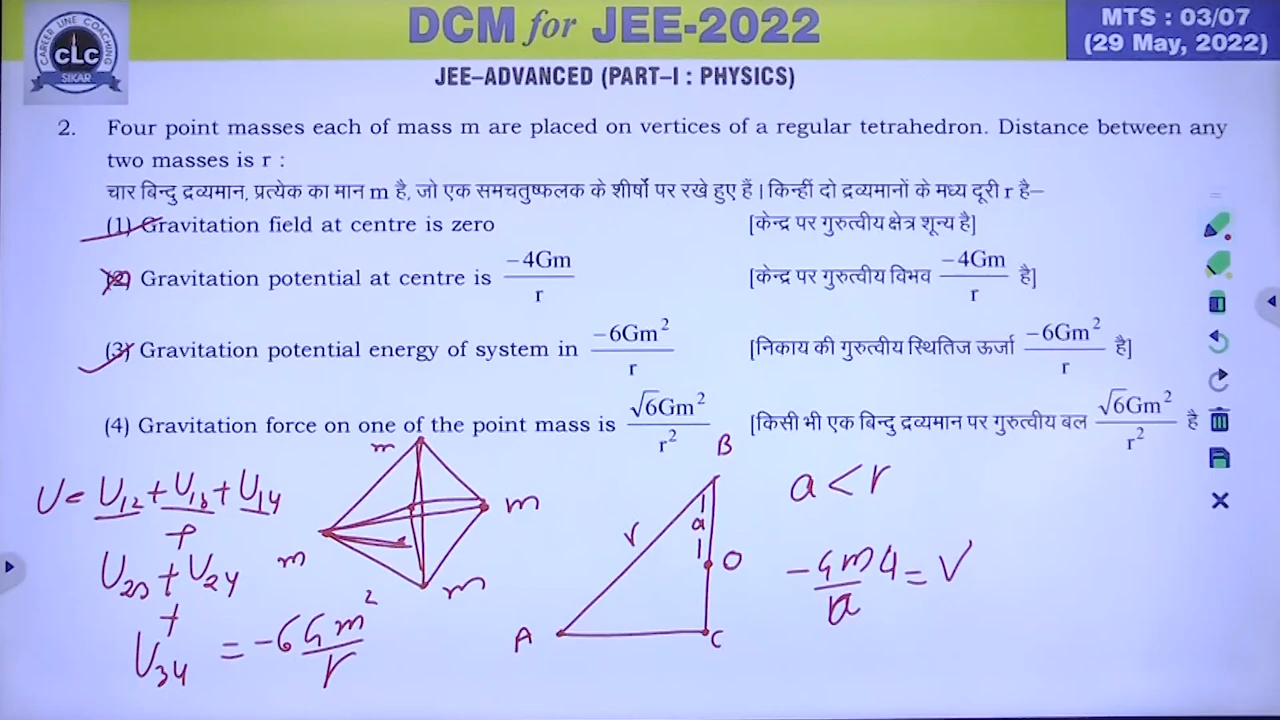 CAREER LINE COACHING
CLC
SIKAR
DCM for JEE-2022
MTS : 03/07
(29 May, 2022)
JEE–ADVANCED (PART–I : PHYSICS)
2. Four point masses each of mass m are placed on vertices of a regular tetrahedron. Distance between any
two masses is r :
चार बिन्दु द्रव्यमान, प्रत्येक का मान m है, जो एक समचतुष्फलक के शीर्षों पर रखे हुए हैं। किन्हीं दो द्रव्यमानों के मध्य दूरी r है–
(1) Gravitation field at centre is zero [केन्द्र पर गुरुत्वीय क्षेत्र शून्य है]
(2) Gravitation potential at centre is −4Gm/r [केन्द्र पर गुरुत्वीय विभव −4Gm/r है]
(3) Gravitation potential energy of system in −6Gm²/r [निकाय की गुरुत्वीय स्थितिज ऊर्जा −6Gm²/r है]
(4) Gravitation force on one of the point mass is √6Gm²/r² [किसी भी एक बिन्दु द्रव्यमान पर गुरुत्वीय बल √6Gm²/r² है
U = U12 + U13 + U14
+
U23 + U24
+
U34 = −6Gm²/r
m
m
m
m
B
r
a
O
A
C
a < r
−Gm4/a = V